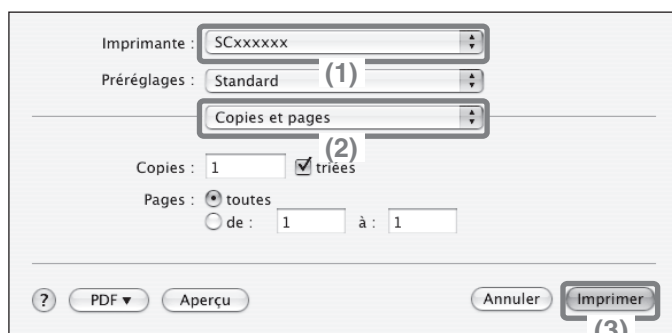 Imprimante : SCxxxxxx
(1)
Préréglages : Standard
Copies et pages
(2)
Copies : 1 triées
Pages : toutes
de : 1 à : 1
? PDF Aperçu Annuler Imprimer
(3)